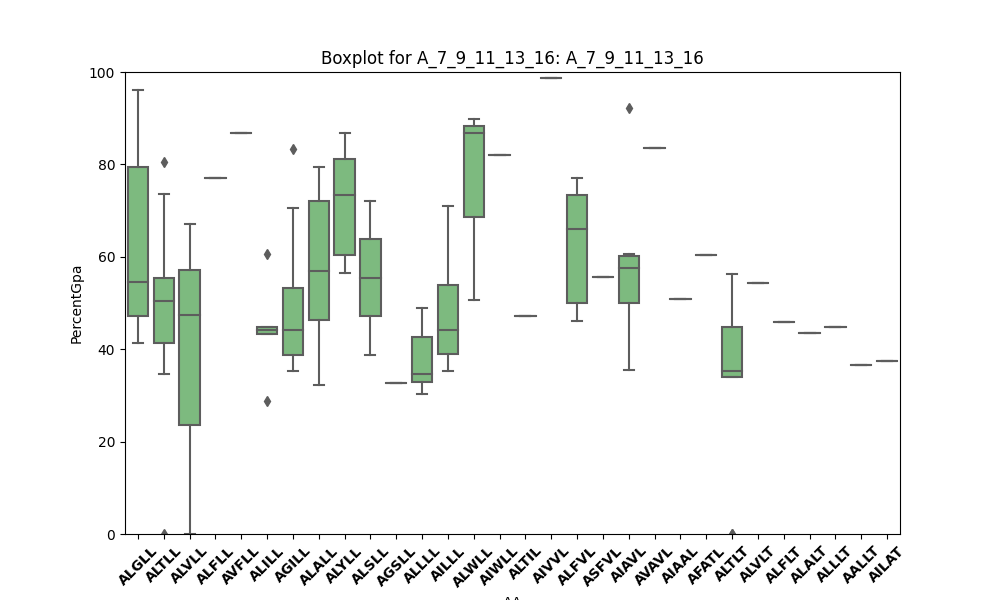 Boxplot for A_7_9_11_13_16: A_7_9_11_13_16
PercentGpa
100
80
60
40
20
0
ALGLL
ALTLL
ALVLL
ALFLL
AVFLL
ALILL
AGILL
ALALL
ALYLL
ALSLL
AGSLL
ALLLL
AILLL
ALWLL
AIWLL
ALTIL
AIVVL
ALFVL
ASFVL
AIAVL
AVAVL
AIAAL
AFATL
ALTLT
ALVLT
ALFLT
ALALT
ALLLT
AALLT
AILAT